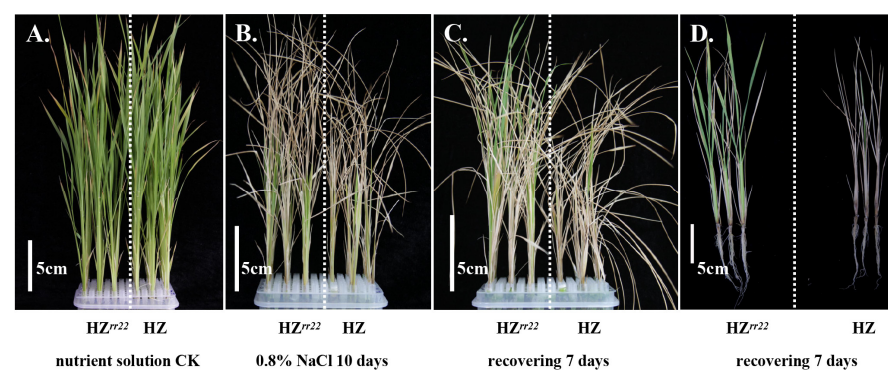 A. B. C. D.
5cm 5cm 5cm 5cm
HZrr22 HZ HZrr22 HZ HZrr22 HZ HZrr22 HZ
nutrient solution CK 0.8% NaCl 10 days recovering 7 days recovering 7 days